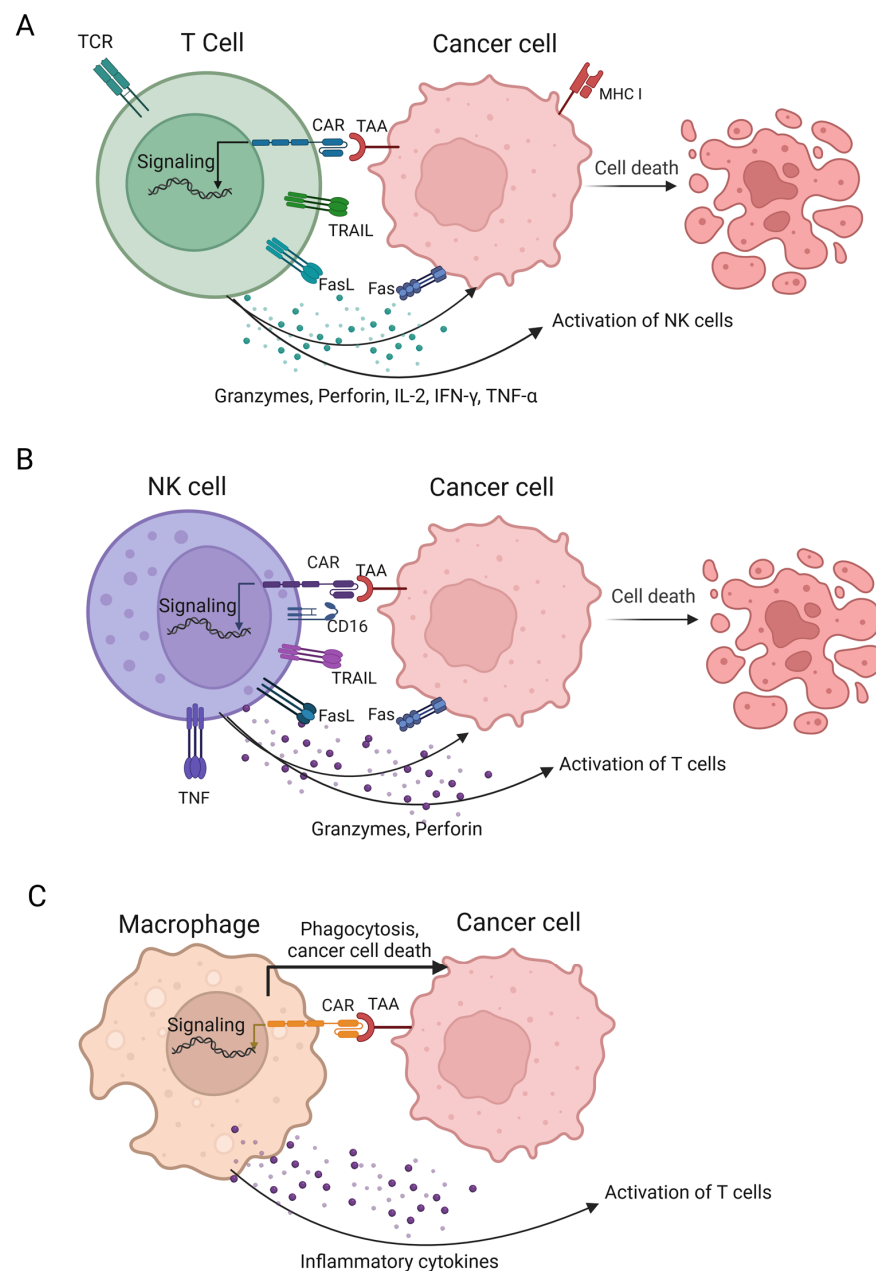 A
TCR
T Cell
Cancer cell
MHC I
CAR
TAA
Signaling
Cell death
TRAIL
FasL
Fas
Activation of NK cells
Granzymes, Perforin, IL-2, IFN-γ, TNF-α
B
NK cell
Cancer cell
CAR
TAA
Signaling
Cell death
CD16
TRAIL
FasL
Fas
TNF
Activation of T cells
Granzymes, Perforin
C
Macrophage
Phagocytosis,
cancer cell death
Cancer cell
CAR
TAA
Signaling
Activation of T cells
Inflammatory cytokines